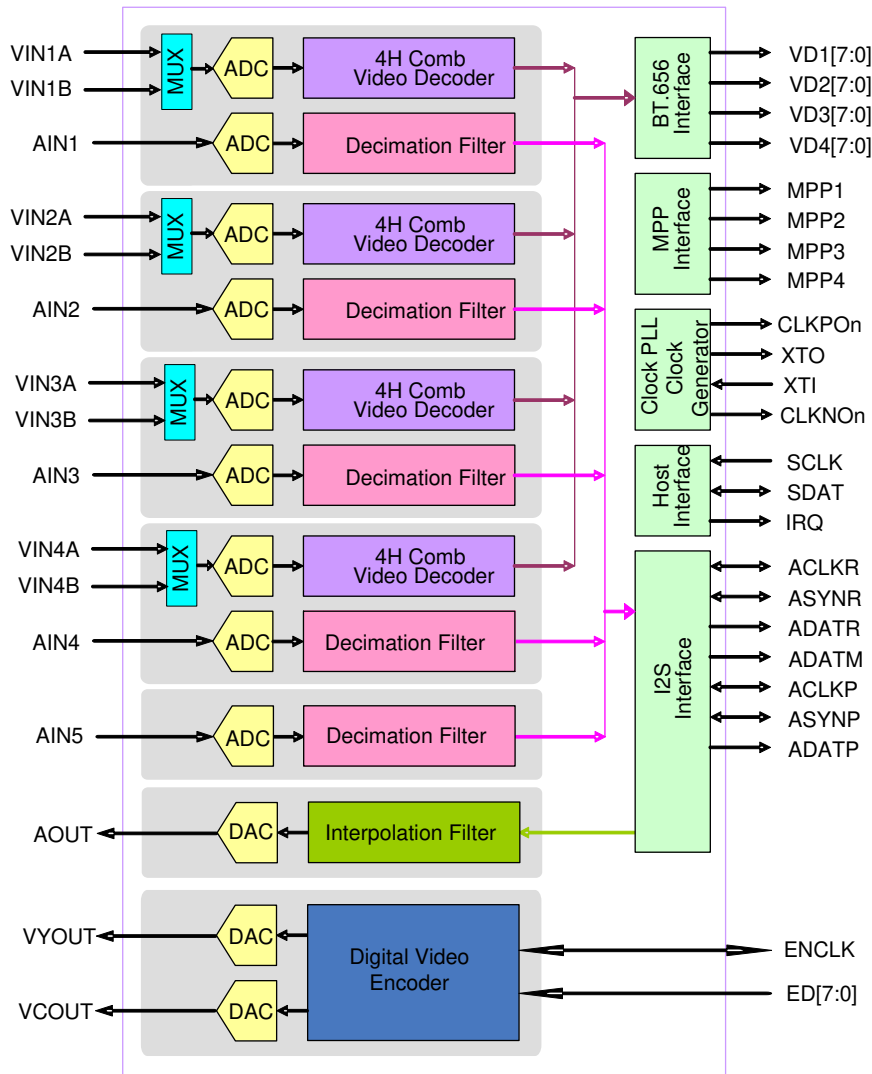 VIN1A
VIN1B
MUX
ADC
4H Comb
Video Decoder
AIN1
ADC
Decimation Filter
VIN2A
VIN2B
MUX
ADC
4H Comb
Video Decoder
AIN2
ADC
Decimation Filter
VIN3A
VIN3B
MUX
ADC
4H Comb
Video Decoder
AIN3
ADC
Decimation Filter
VIN4A
VIN4B
MUX
ADC
4H Comb
Video Decoder
AIN4
ADC
Decimation Filter
AIN5
ADC
Decimation Filter
AOUT
DAC
Interpolation Filter
VYOUT
DAC
VCOUT
DAC
Digital Video
Encoder
BT.656
Interface
VD1[7:0]
VD2[7:0]
VD3[7:0]
VD4[7:0]
MPP
Interface
MPP1
MPP2
MPP3
MPP4
Clock PLL
Clock
Generator
CLKPOn
XTO
XTI
CLKNOn
Host
Interface
SCLK
SDAT
IRQ
I2S
Interface
ACLKR
ASYNR
ADATR
ADATM
ACLKP
ASYNP
ADATP
ENCLK
ED[7:0]